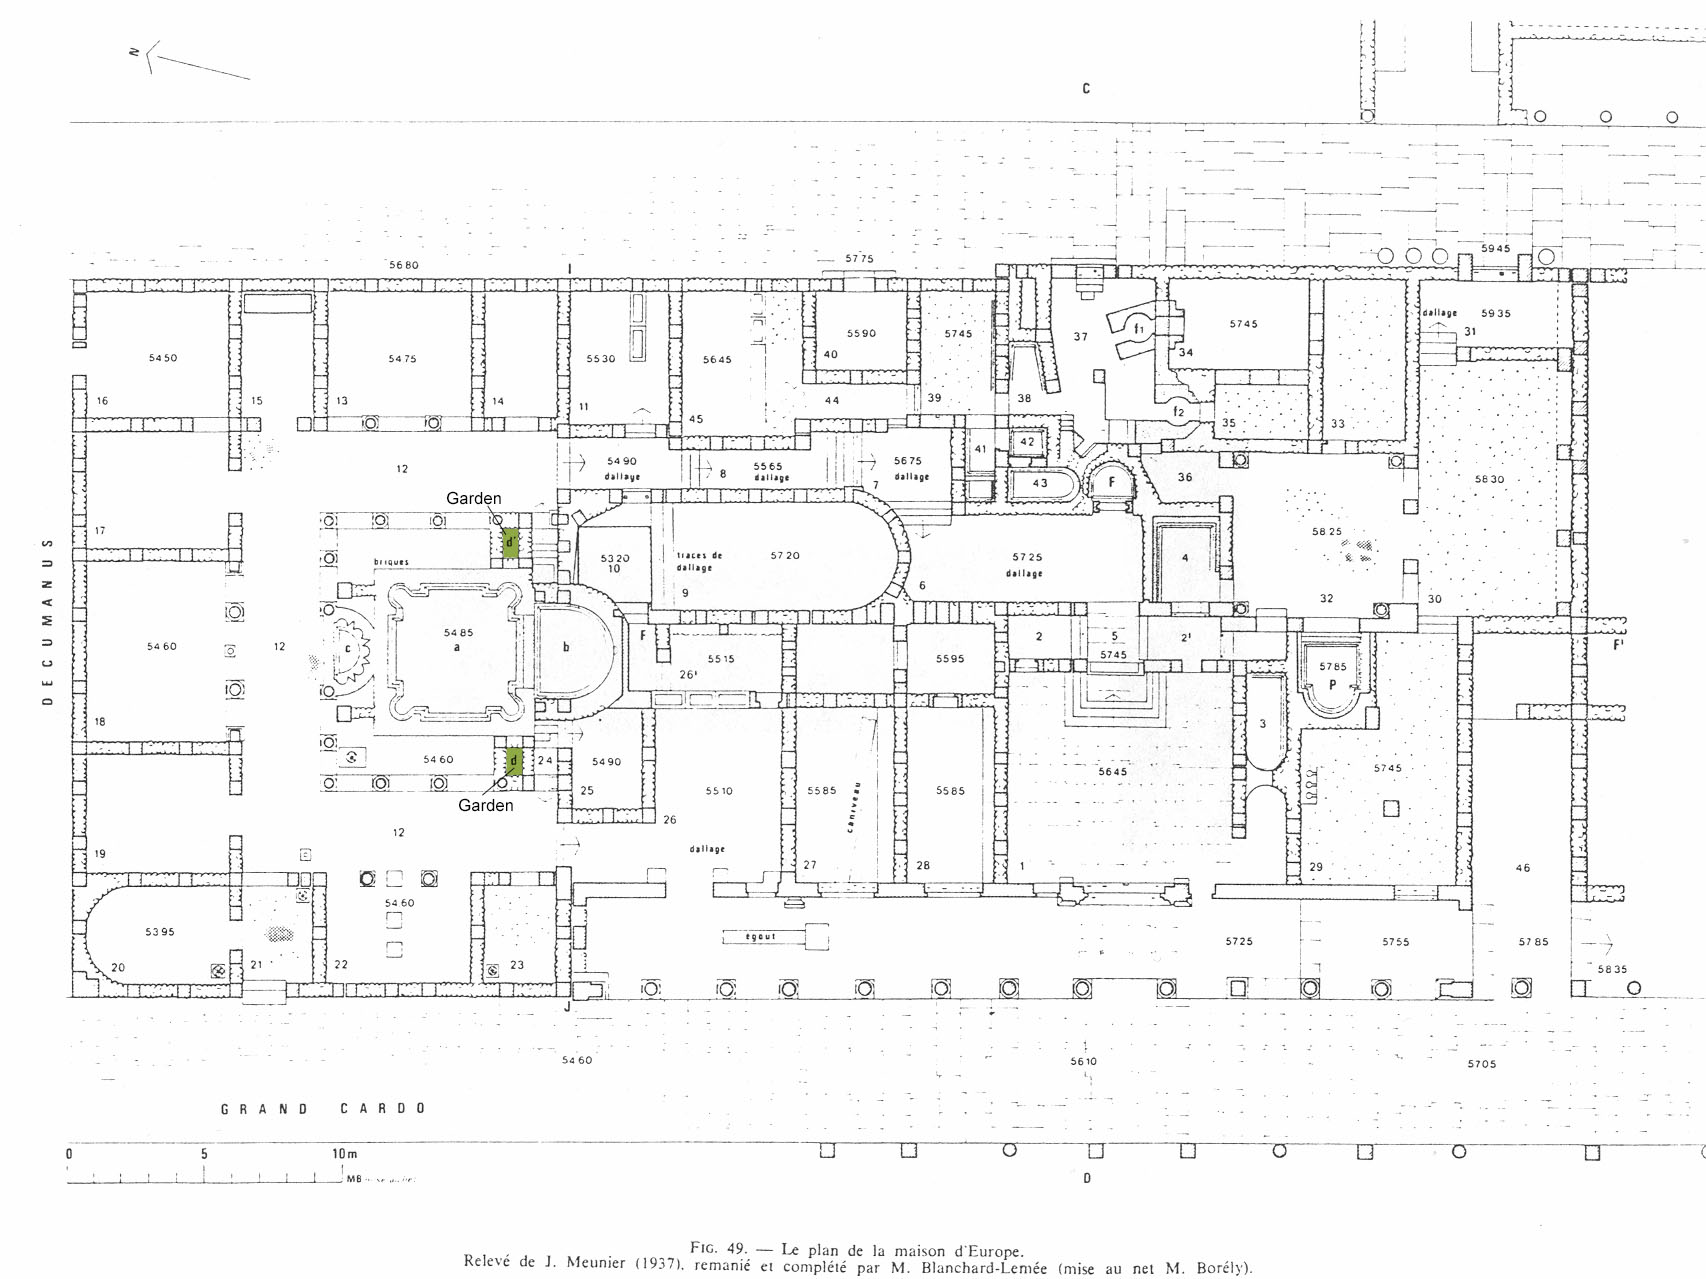 N
C
5945
5680
I
5775
dallage
5935
31
5450
16
15
5475
13
14
5530
11
5645
45
5590
40
44
5745
39
38
37
f1
34
5745
f2
35
33
12
5490
dallage
8
5565
dallage
5675
dallage
7
41
42
43
F
36
5830
17
Garden
d'
briques
5320
10
traces de
dallage
5720
9
5725
dallage
6
4
5825
32
30
DECUMANUS
5460
18
12
c
5485
a
b
F
5515
26'
5595
2
5
5745
2'
5785
P
F'
3
5460
d
24
Garden
5490
25
26
5510
dallage
5585
caniveau
27
5585
28
5645
1
5745
29
46
19
12
5460
5395
20
21
22
23
égout
5725
5755
5785
5835
J
5460
5610
5705
GRAND CARDO
0 5 10m
MB
D
FIG. 49. — Le plan de la maison d'Europe.
Relevé de J. Meunier (1937), remanié et complété par M. Blanchard-Lemée (mise au net M. Borély).